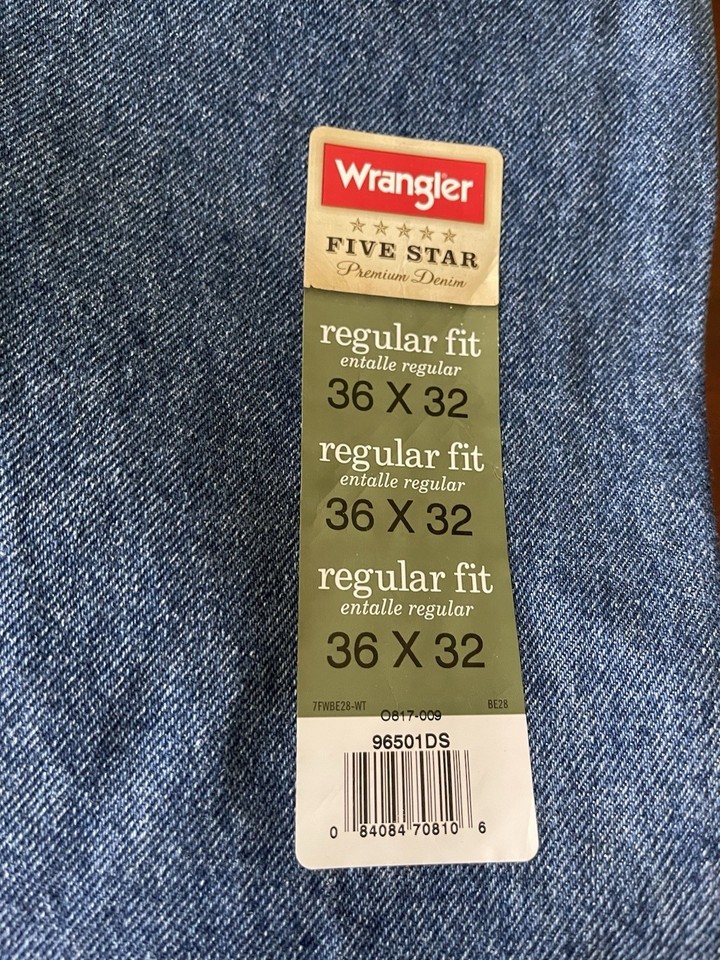 Wrangler
FIVE STAR
Premium Denim
regular fit
entalle regular
36 X 32
regular fit
entalle regular
36 X 32
regular fit
entalle regular
36 X 32
7FWBE28-WT BE28
O817-009
96501DS
0 84084 70810 6